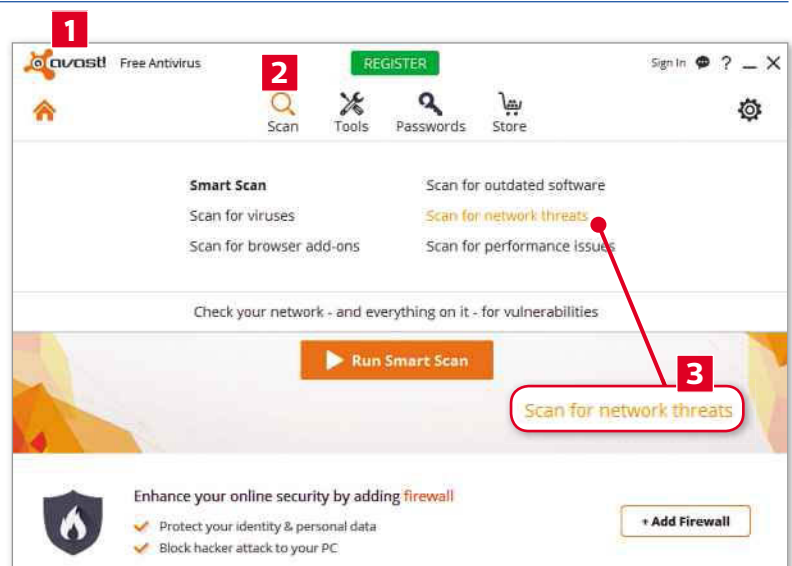 1
avast! Free Antivirus
2
REGISTER
Sign In ? _ X
Scan Tools Passwords Store
Smart Scan Scan for outdated software
Scan for viruses Scan for network threats
Scan for browser add-ons Scan for performance issues
Check your network - and everything on it - for vulnerabilities
Run Smart Scan
3
Scan for network threats
Enhance your online security by adding firewall
Protect your identity & personal data
+ Add Firewall
Block hacker attack to your PC